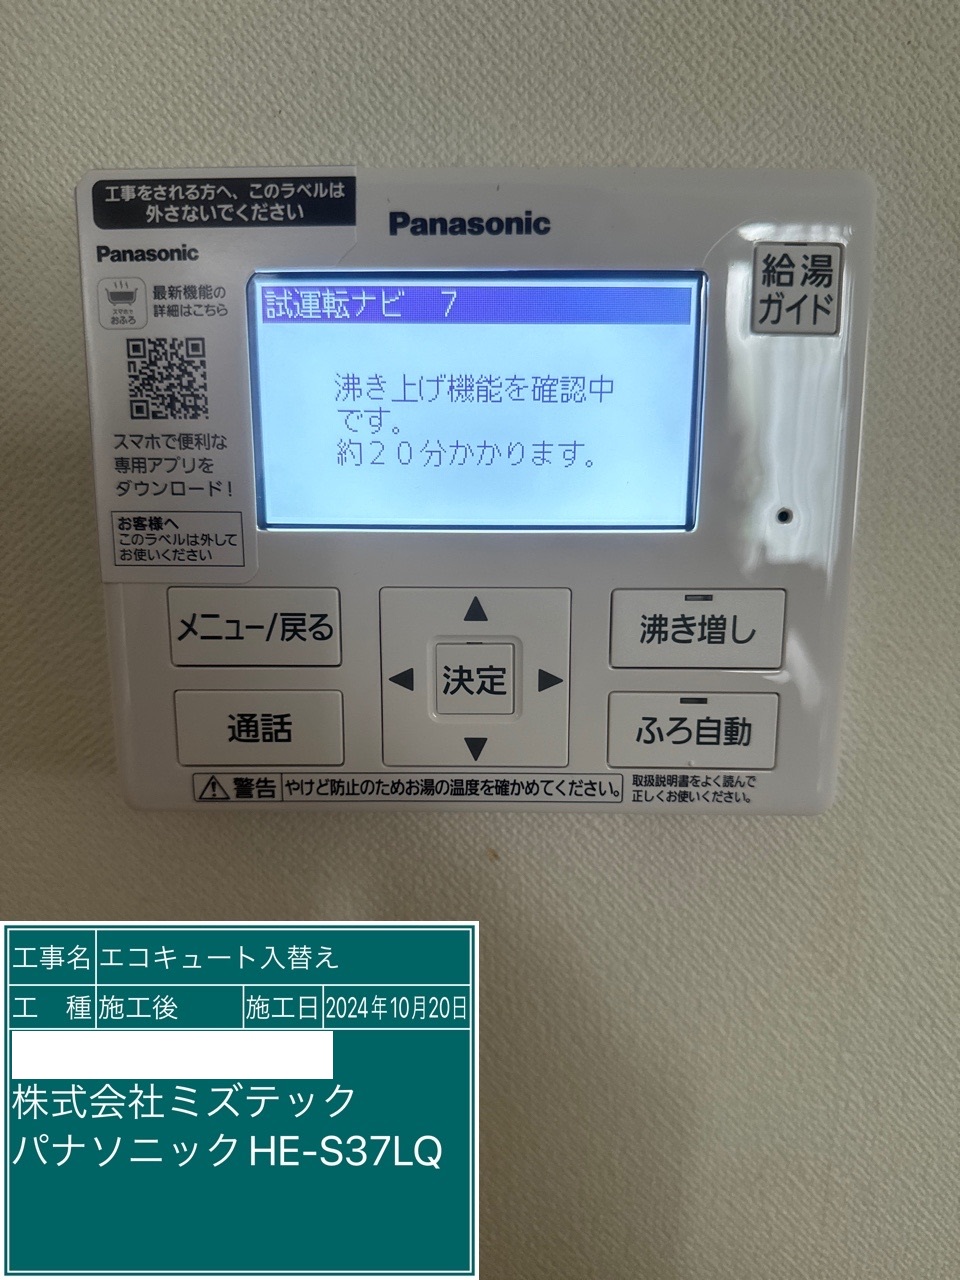 工事をされる方へ、このラベルは
外さないでください
Panasonic
Panasonic
スマホで
おふろ
最新機能の
詳細はこちら
スマホで便利な
専用アプリを
ダウンロード！
お客様へ
このラベルは外して
お使いください
試運転ナビ 7
沸き上げ機能を確認中
です。
約２０分かかります。
給湯
ガイド
メニュー/戻る
通話
▲
◀ 決定 ▶
▼
沸き増し
ふろ自動
警告 やけど防止のためお湯の温度を確かめてください。
取扱説明書をよく読んで
正しくお使いください。
工事名 エコキュート入替え
工 種 施工後 施工日 2024年10月20日
株式会社ミズテック
パナソニックHE-S37LQ